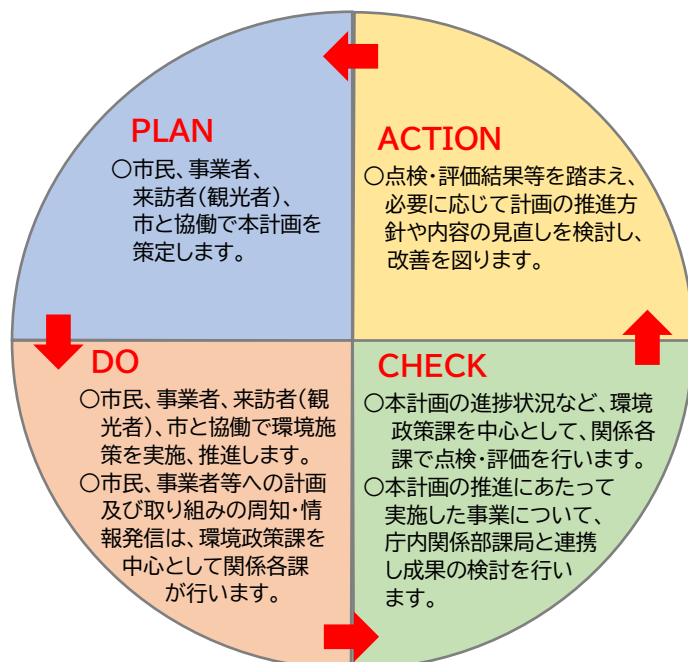 PLAN
〇市民、事業者、
来訪者(観光者)、
市と協働で本計画を
策定します。
ACTION
〇点検・評価結果等を踏まえ、
必要に応じて計画の推進方
針や内容の見直しを検討し、
改善を図ります。
DO
〇市民、事業者、来訪者(観
光者)、市と協働で環境施
策を実施、推進します。
〇市民、事業者等への計画
及び取り組みの周知・情
報発信は、環境政策課を
中心として関係各課
が行います。
CHECK
〇本計画の進捗状況など、環境
政策課を中心として、関係各
課で点検・評価を行います。
〇本計画の推進にあたって
実施した事業について、
庁内関係部課局と連携
し成果の検討を行い
ます。